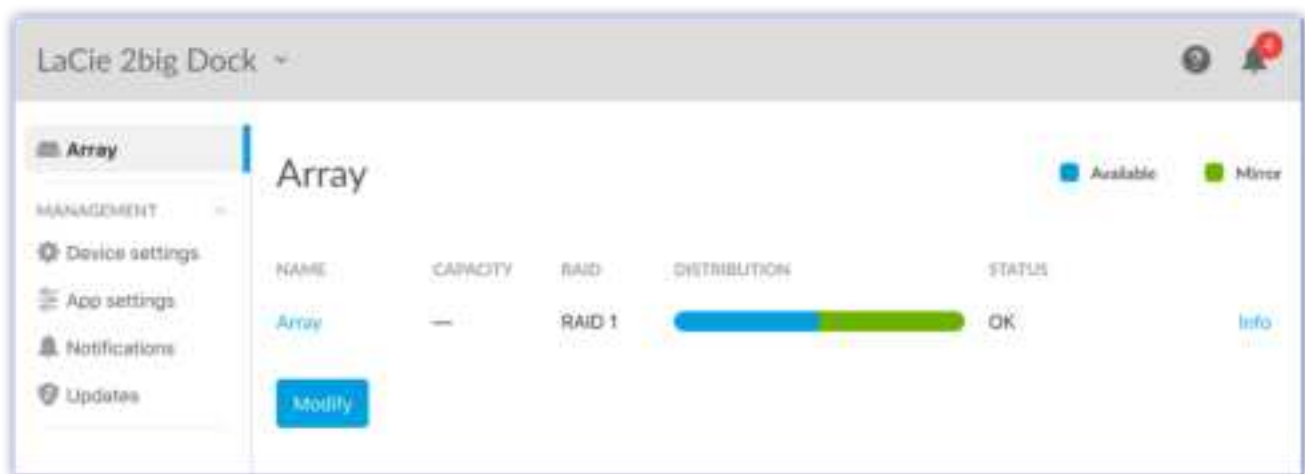 LaCie 2big Dock
4
Array
MANAGEMENT
Device settings
App settings
Notifications
Updates
Array
Available
Mirror
NAME CAPACITY RAID DISTRIBUTION STATUS
Array — RAID 1 OK Info
Modify